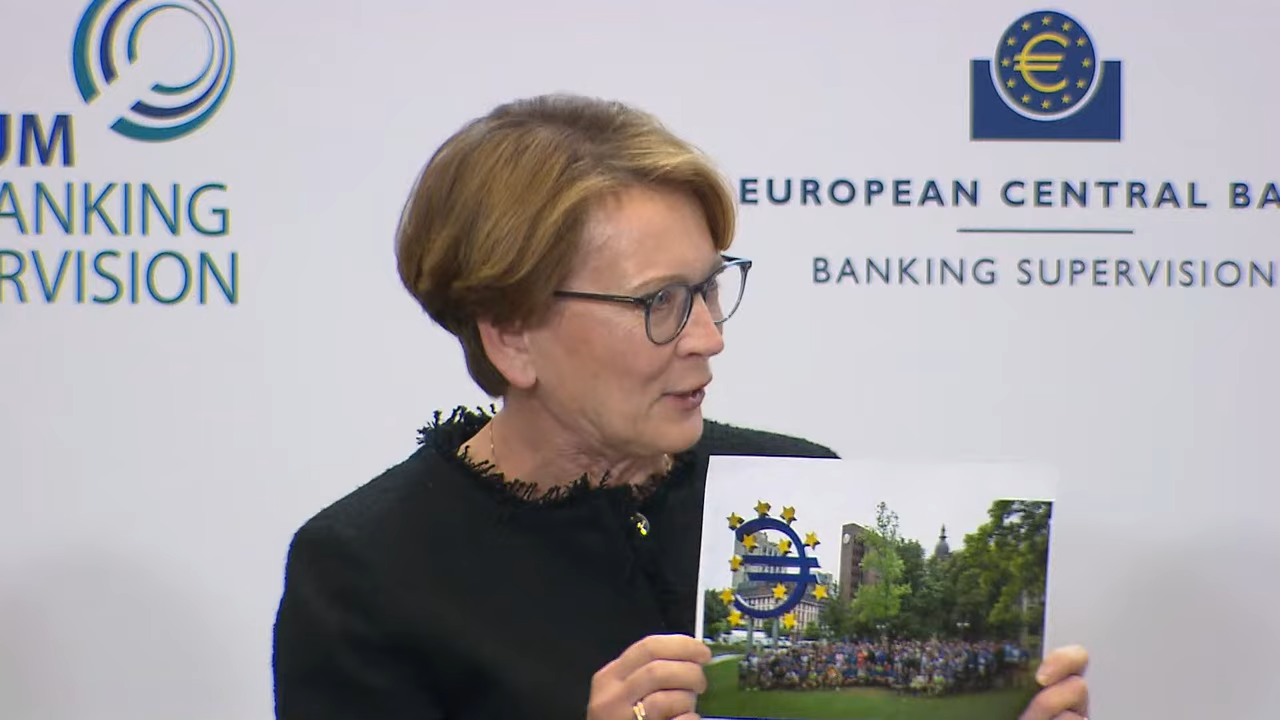 UM
ANKING
RVISION
€
EUROPEAN CENTRAL BA
BANKING SUPERVISION
€